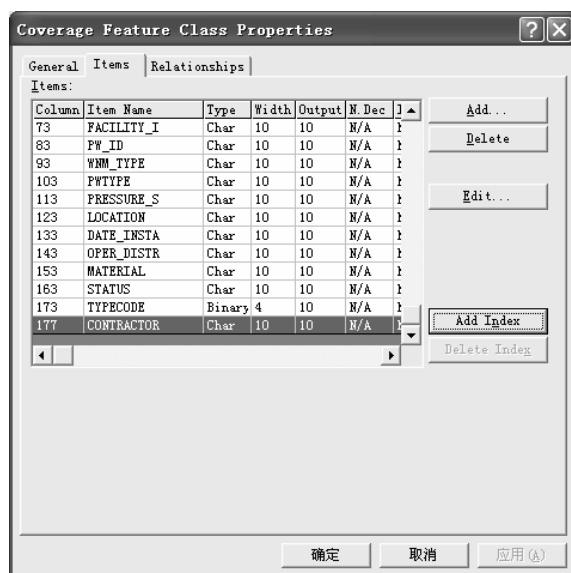 Coverage Feature Class Properties
General Items Relationships
Items:
Column Item Name Type Width Output N. Dec
73 FACILITY_I Char 10 10 N/A
83 PW_ID Char 10 10 N/A
93 WNM_TYPE Char 10 10 N/A
103 PWTYPE Char 10 10 N/A
113 PRESSURE_S Char 10 10 N/A
123 LOCATION Char 10 10 N/A
133 DATE_INSTA Char 10 10 N/A
143 OPER_DISTR Char 10 10 N/A
153 MATERIAL Char 10 10 N/A
163 STATUS Char 10 10 N/A
173 TYPECODE Binary 4 10 N/A
177 CONTRACTOR Char 10 10 N/A
Add...
Delete
Edit...
Add Index
Delete Index
确定 取消 应用(A)